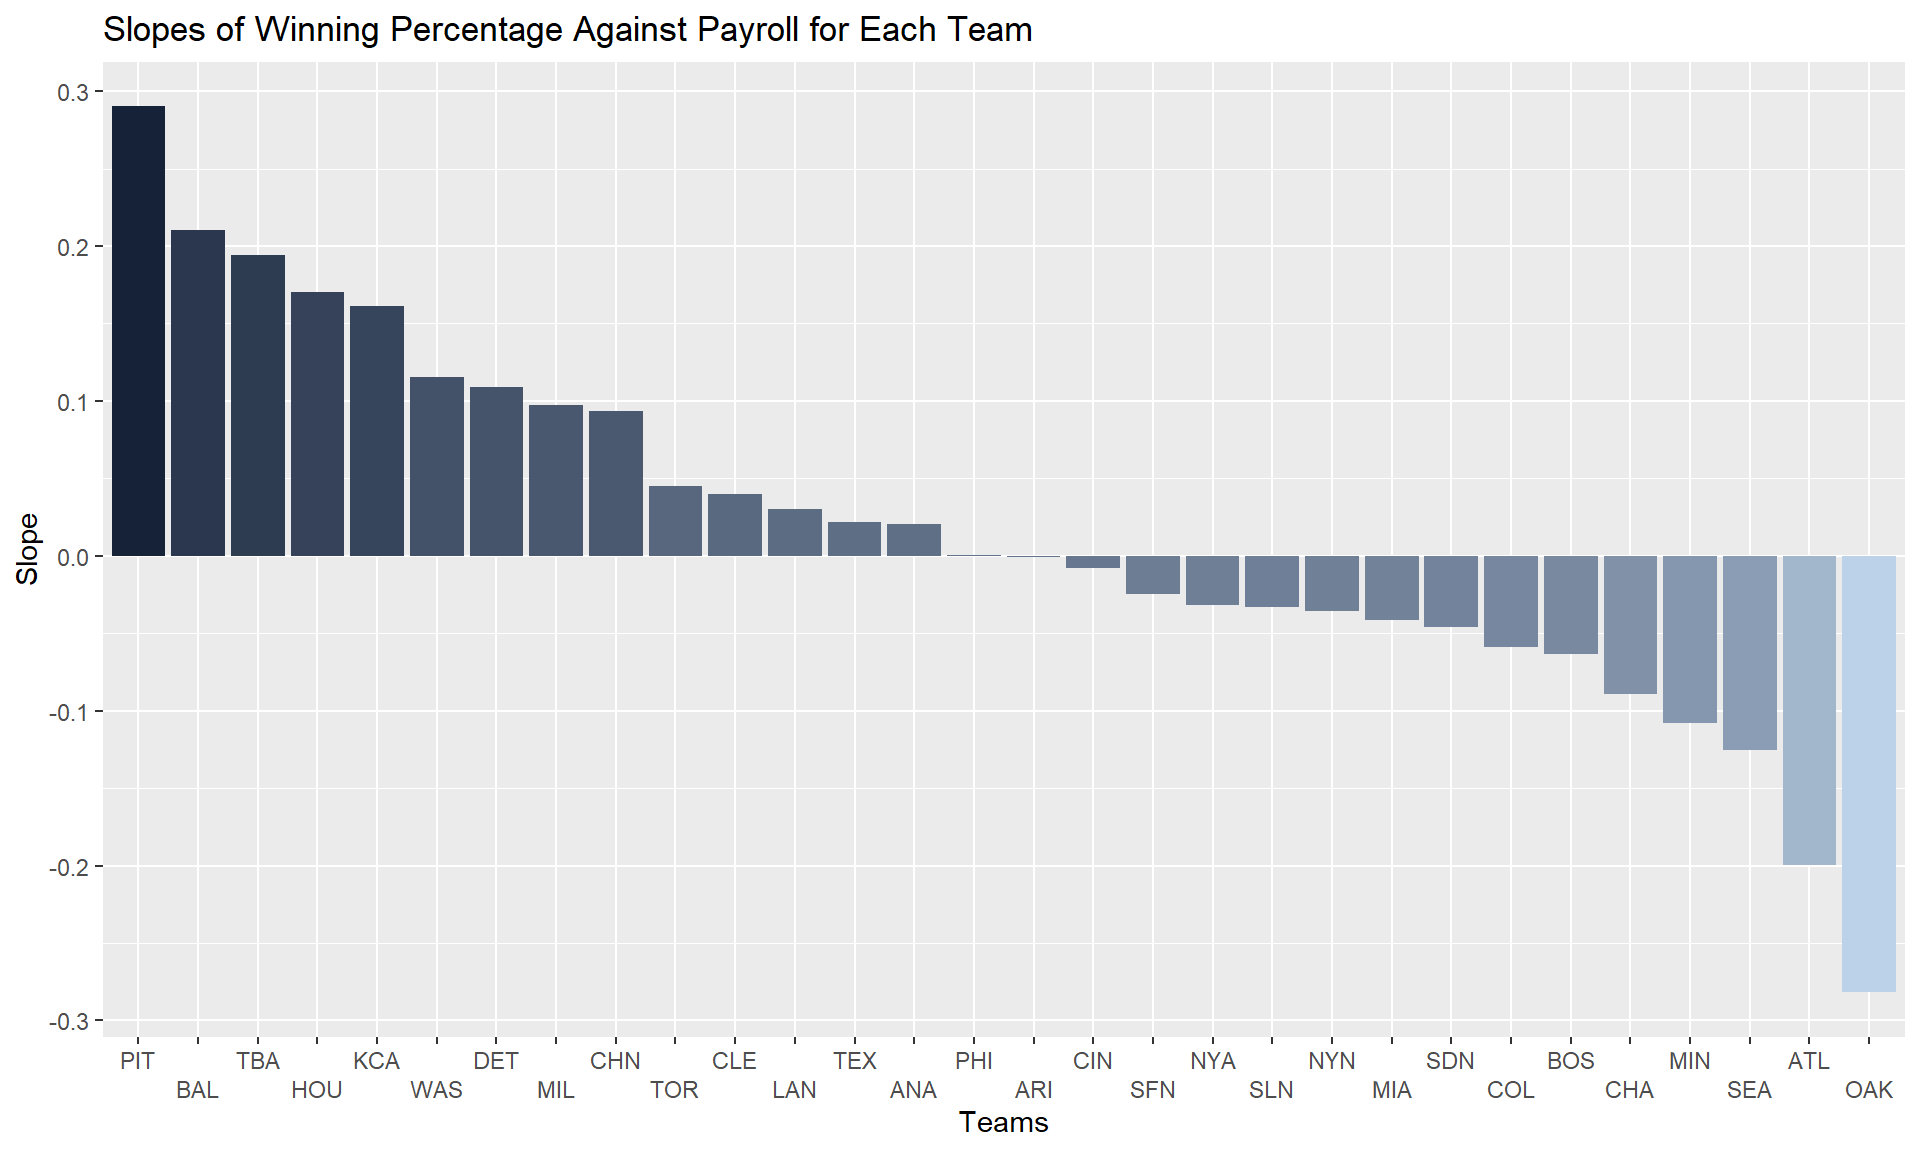 Slopes of Winning Percentage Against Payroll for Each Team
0.3
0.2
0.1
0.0
-0.1
-0.2
-0.3
Slope
PIT TBA KCA DET CHN CLE TEX PHI CIN NYA NYN SDN BOS MIN ATL
BAL HOU WAS MIL TOR LAN ANA ARI SFN SLN MIA COL CHA SEA OAK
Teams